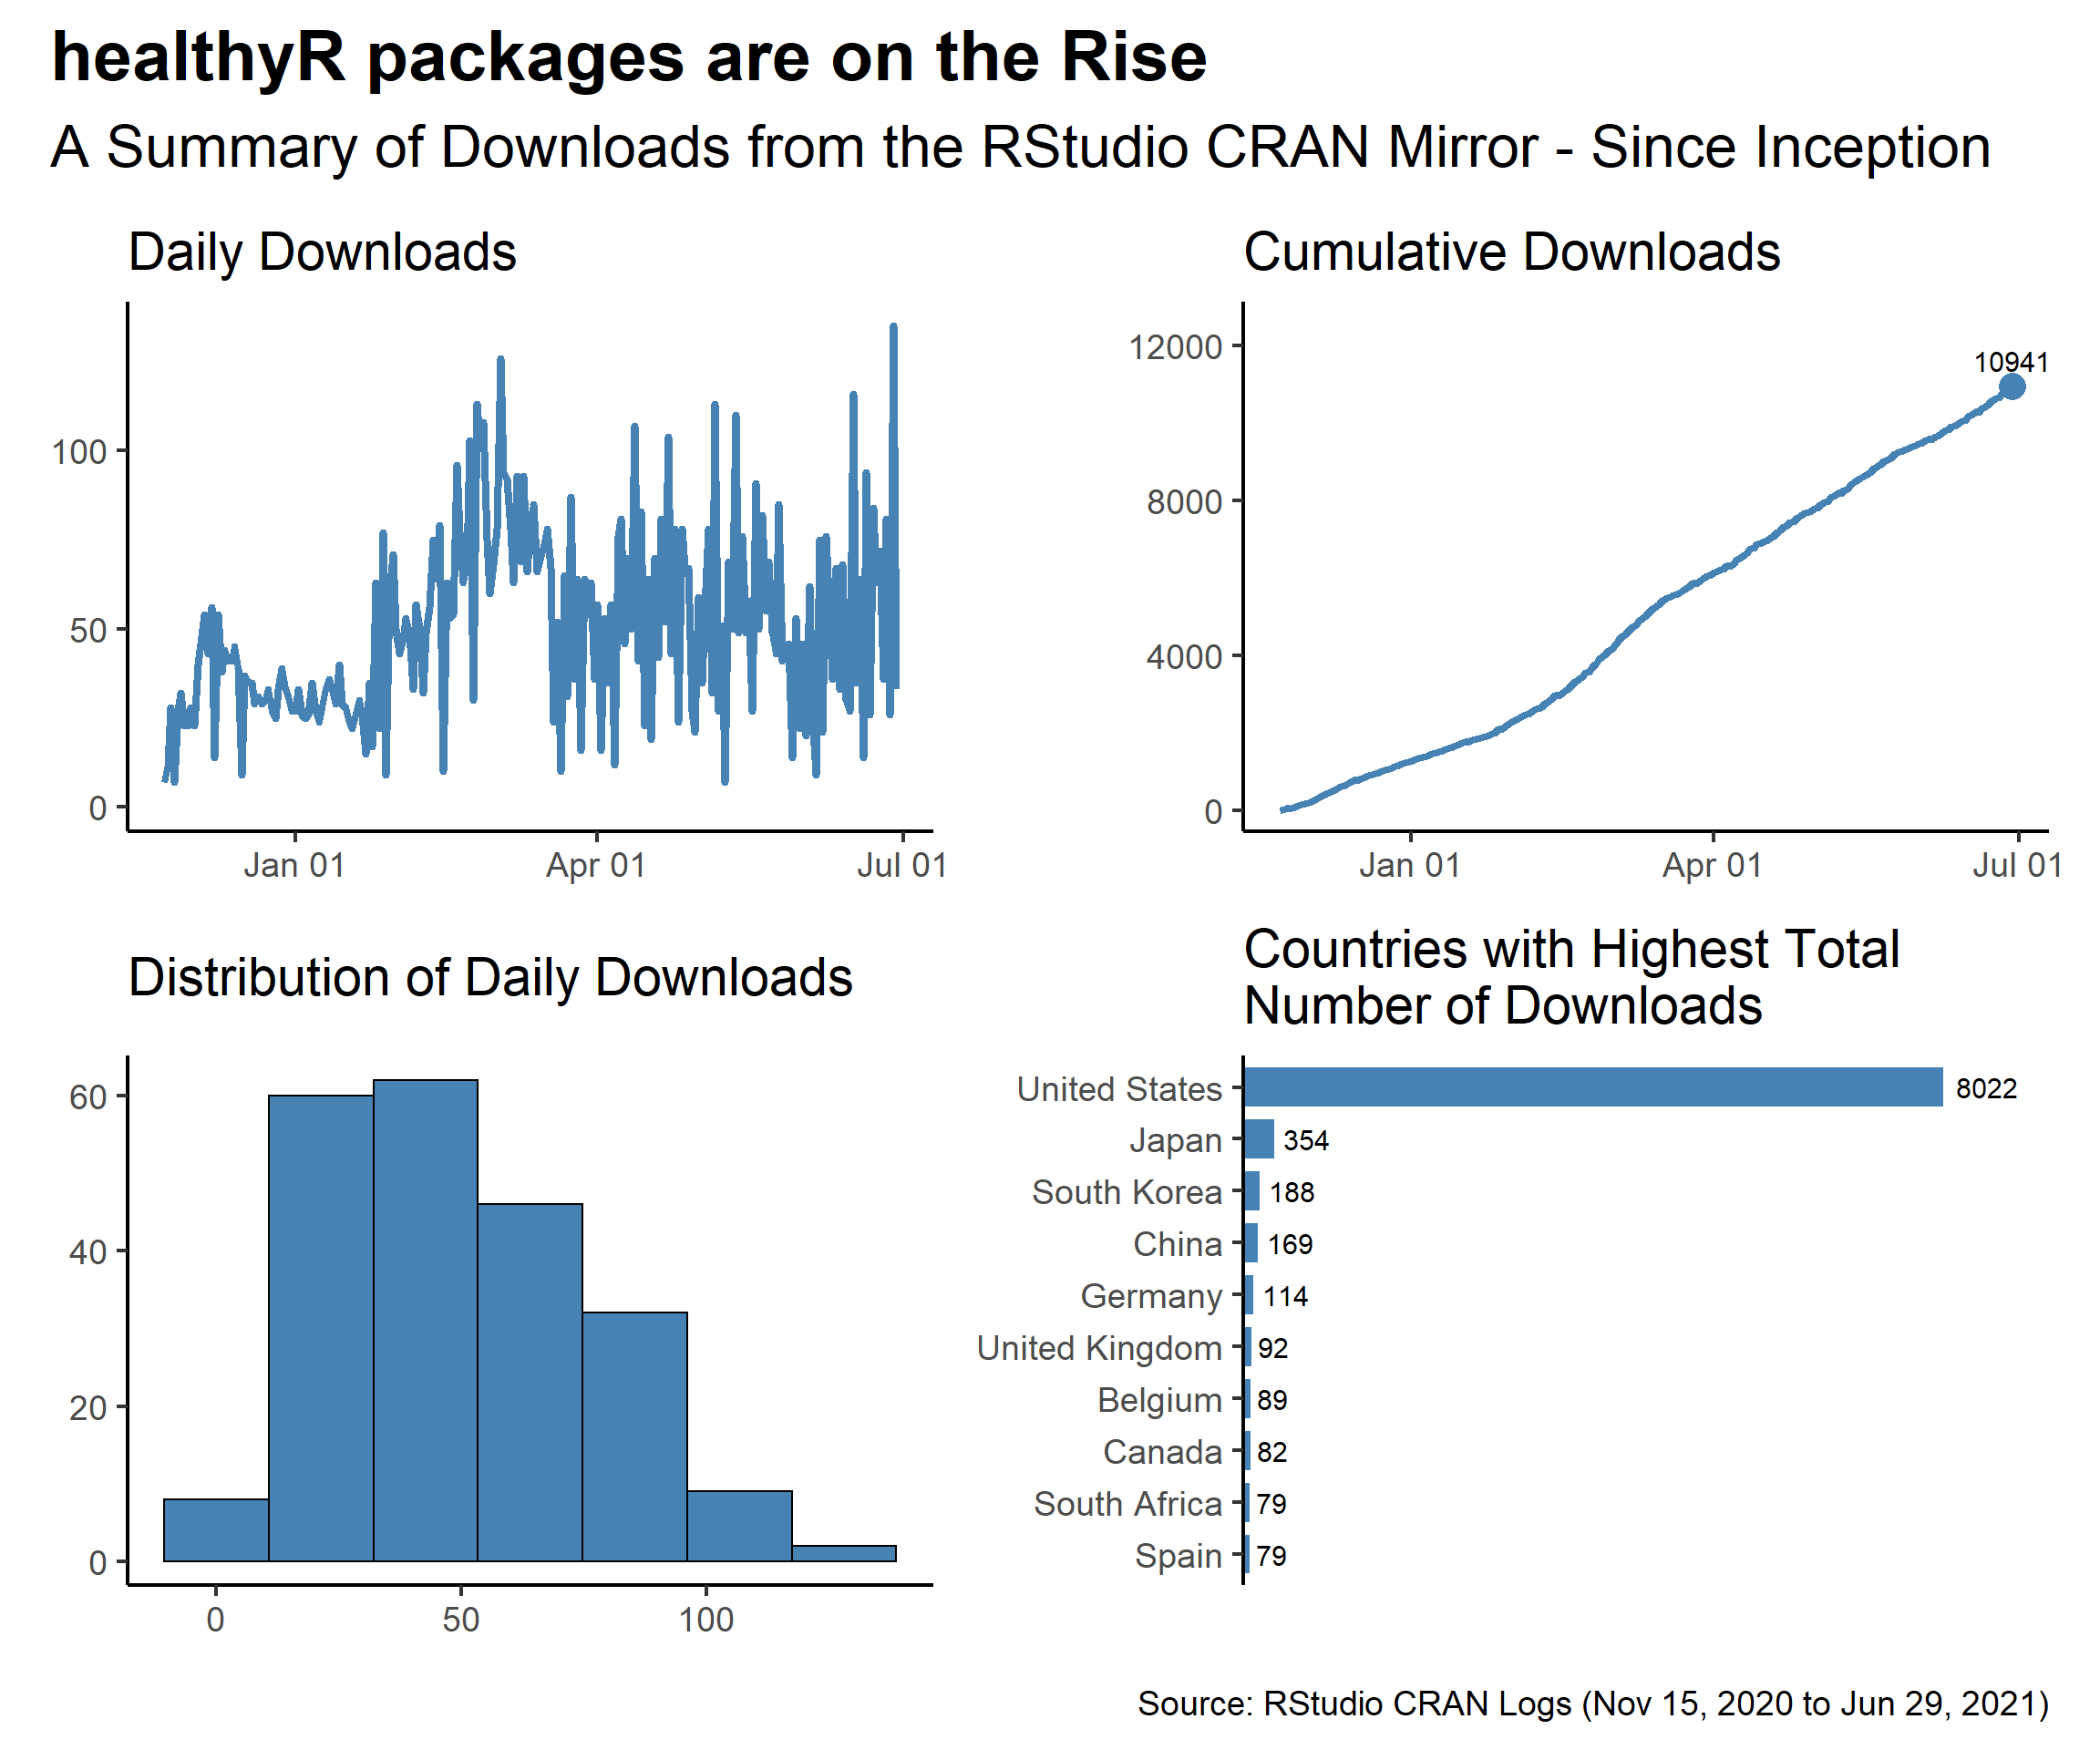 healthyR packages are on the Rise
A Summary of Downloads from the RStudio CRAN Mirror - Since Inception
Daily Downloads
100
50
0
Jan 01
Apr 01
Jul 01
Cumulative Downloads
12000
8000
4000
0
10941
Jan 01
Apr 01
Jul 01
Distribution of Daily Downloads
60
40
20
0
0
50
100
Countries with Highest Total
Number of Downloads
United States 8022
Japan 354
South Korea 188
China 169
Germany 114
United Kingdom 92
Belgium 89
Canada 82
South Africa 79
Spain 79
Source: RStudio CRAN Logs (Nov 15, 2020 to Jun 29, 2021)